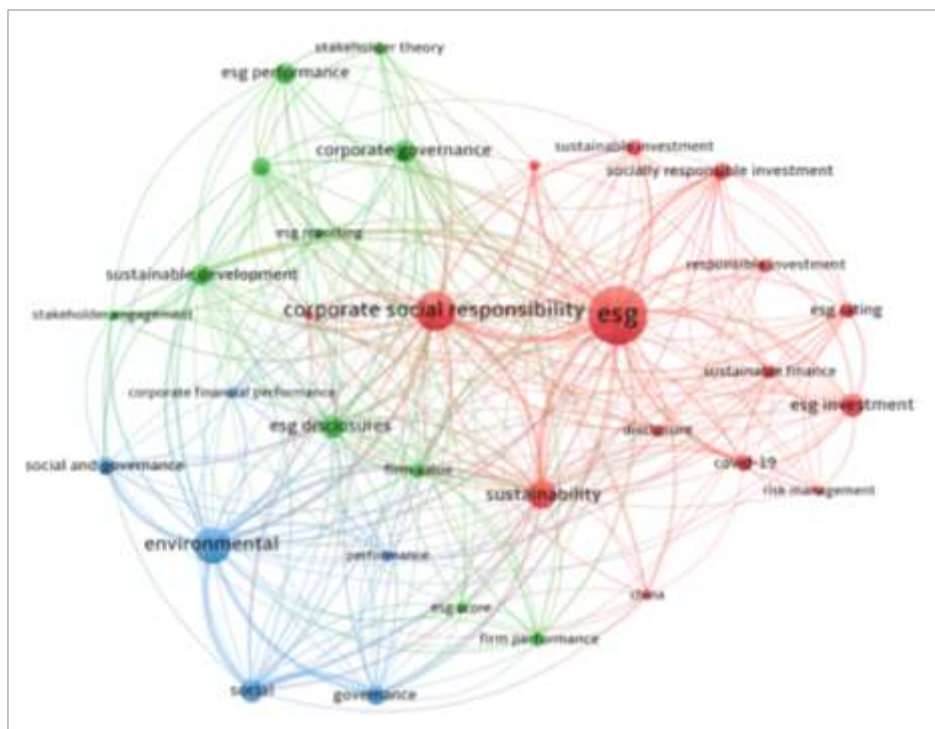 stakeholder theory
esg performance
corporate governance
sustainable investment
socially responsible investment
esg reporting
responsible investment
sustainable development
corporate social responsibility
esg
esg rating
stakeholder engagement
sustainable finance
corporate financial performance
esg investment
esg disclosures
disclosure
social and governance
firm value
covid-19
sustainability
risk management
environmental
performance
china
esg score
firm performance
social
governance